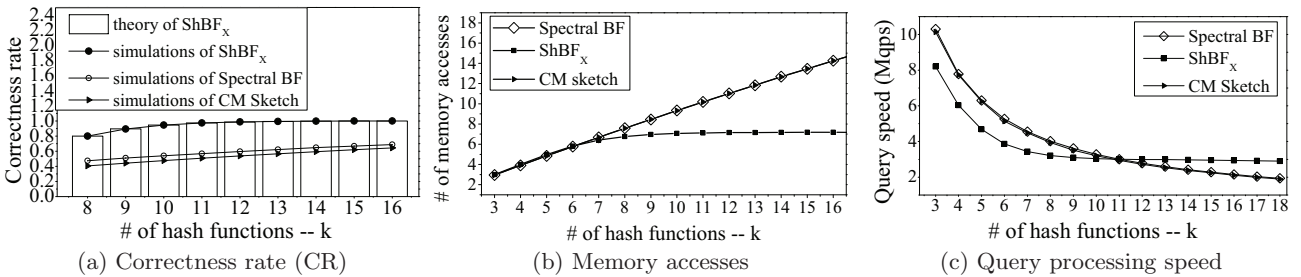 Correctness rate
2.4
2.2
2.0
1.8
1.6
1.4
1.2
1.0
0.8
0.6
0.4
0.2
0.0
theory of ShBF_X
simulations of ShBF_X
simulations of Spectral BF
simulations of CM Sketch
8 9 10 11 12 13 14 15 16
# of hash functions -- k
(a) Correctness rate (CR)
# of memory accesses
16
14
12
10
8
6
4
2
Spectral BF
ShBF_X
CM sketch
3 4 5 6 7 8 9 10 11 12 13 14 15 16
# of hash functions -- k
(b) Memory accesses
Query speed (Mqps)
10
8
6
4
2
Spectral BF
ShBF_X
CM Sketch
3 4 5 6 7 8 9 10 11 12 13 14 15 16 17 18
# of hash functions -- k
(c) Query processing speed